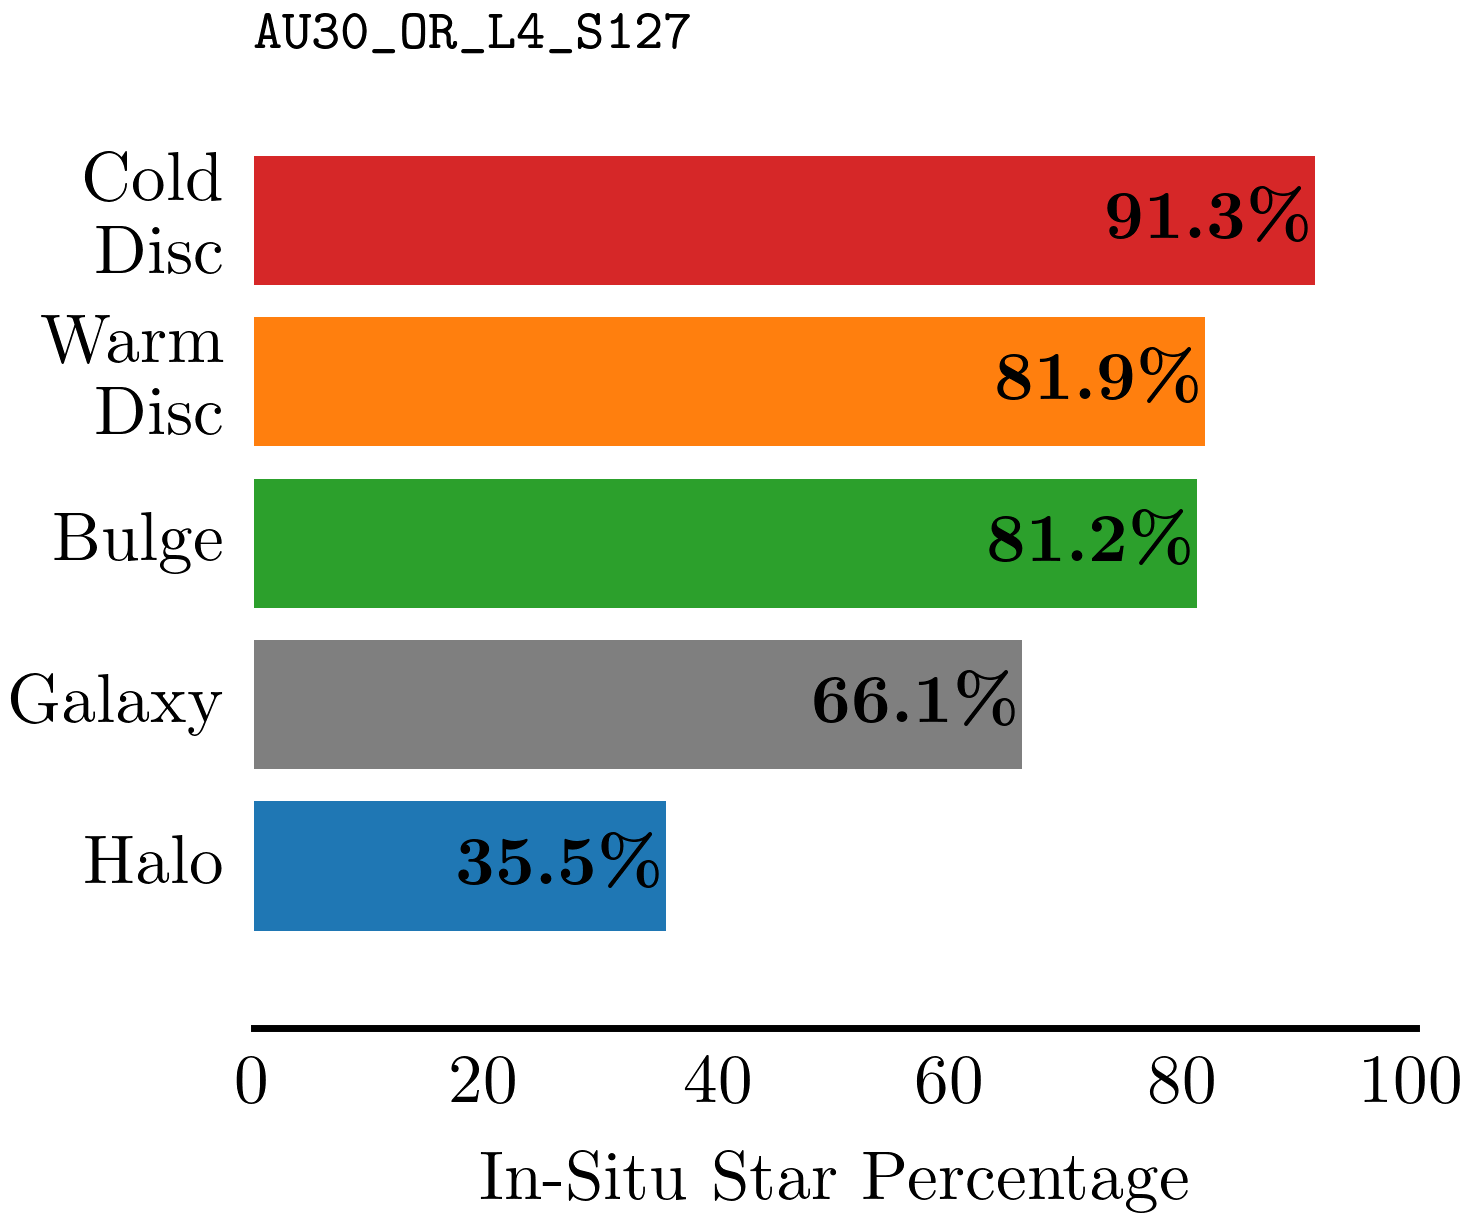 AU30_OR_L4_S127
Cold
Disc
91.3%
Warm
Disc
81.9%
Bulge
81.2%
Galaxy
66.1%
Halo
35.5%
0 20 40 60 80 100
In-Situ Star Percentage